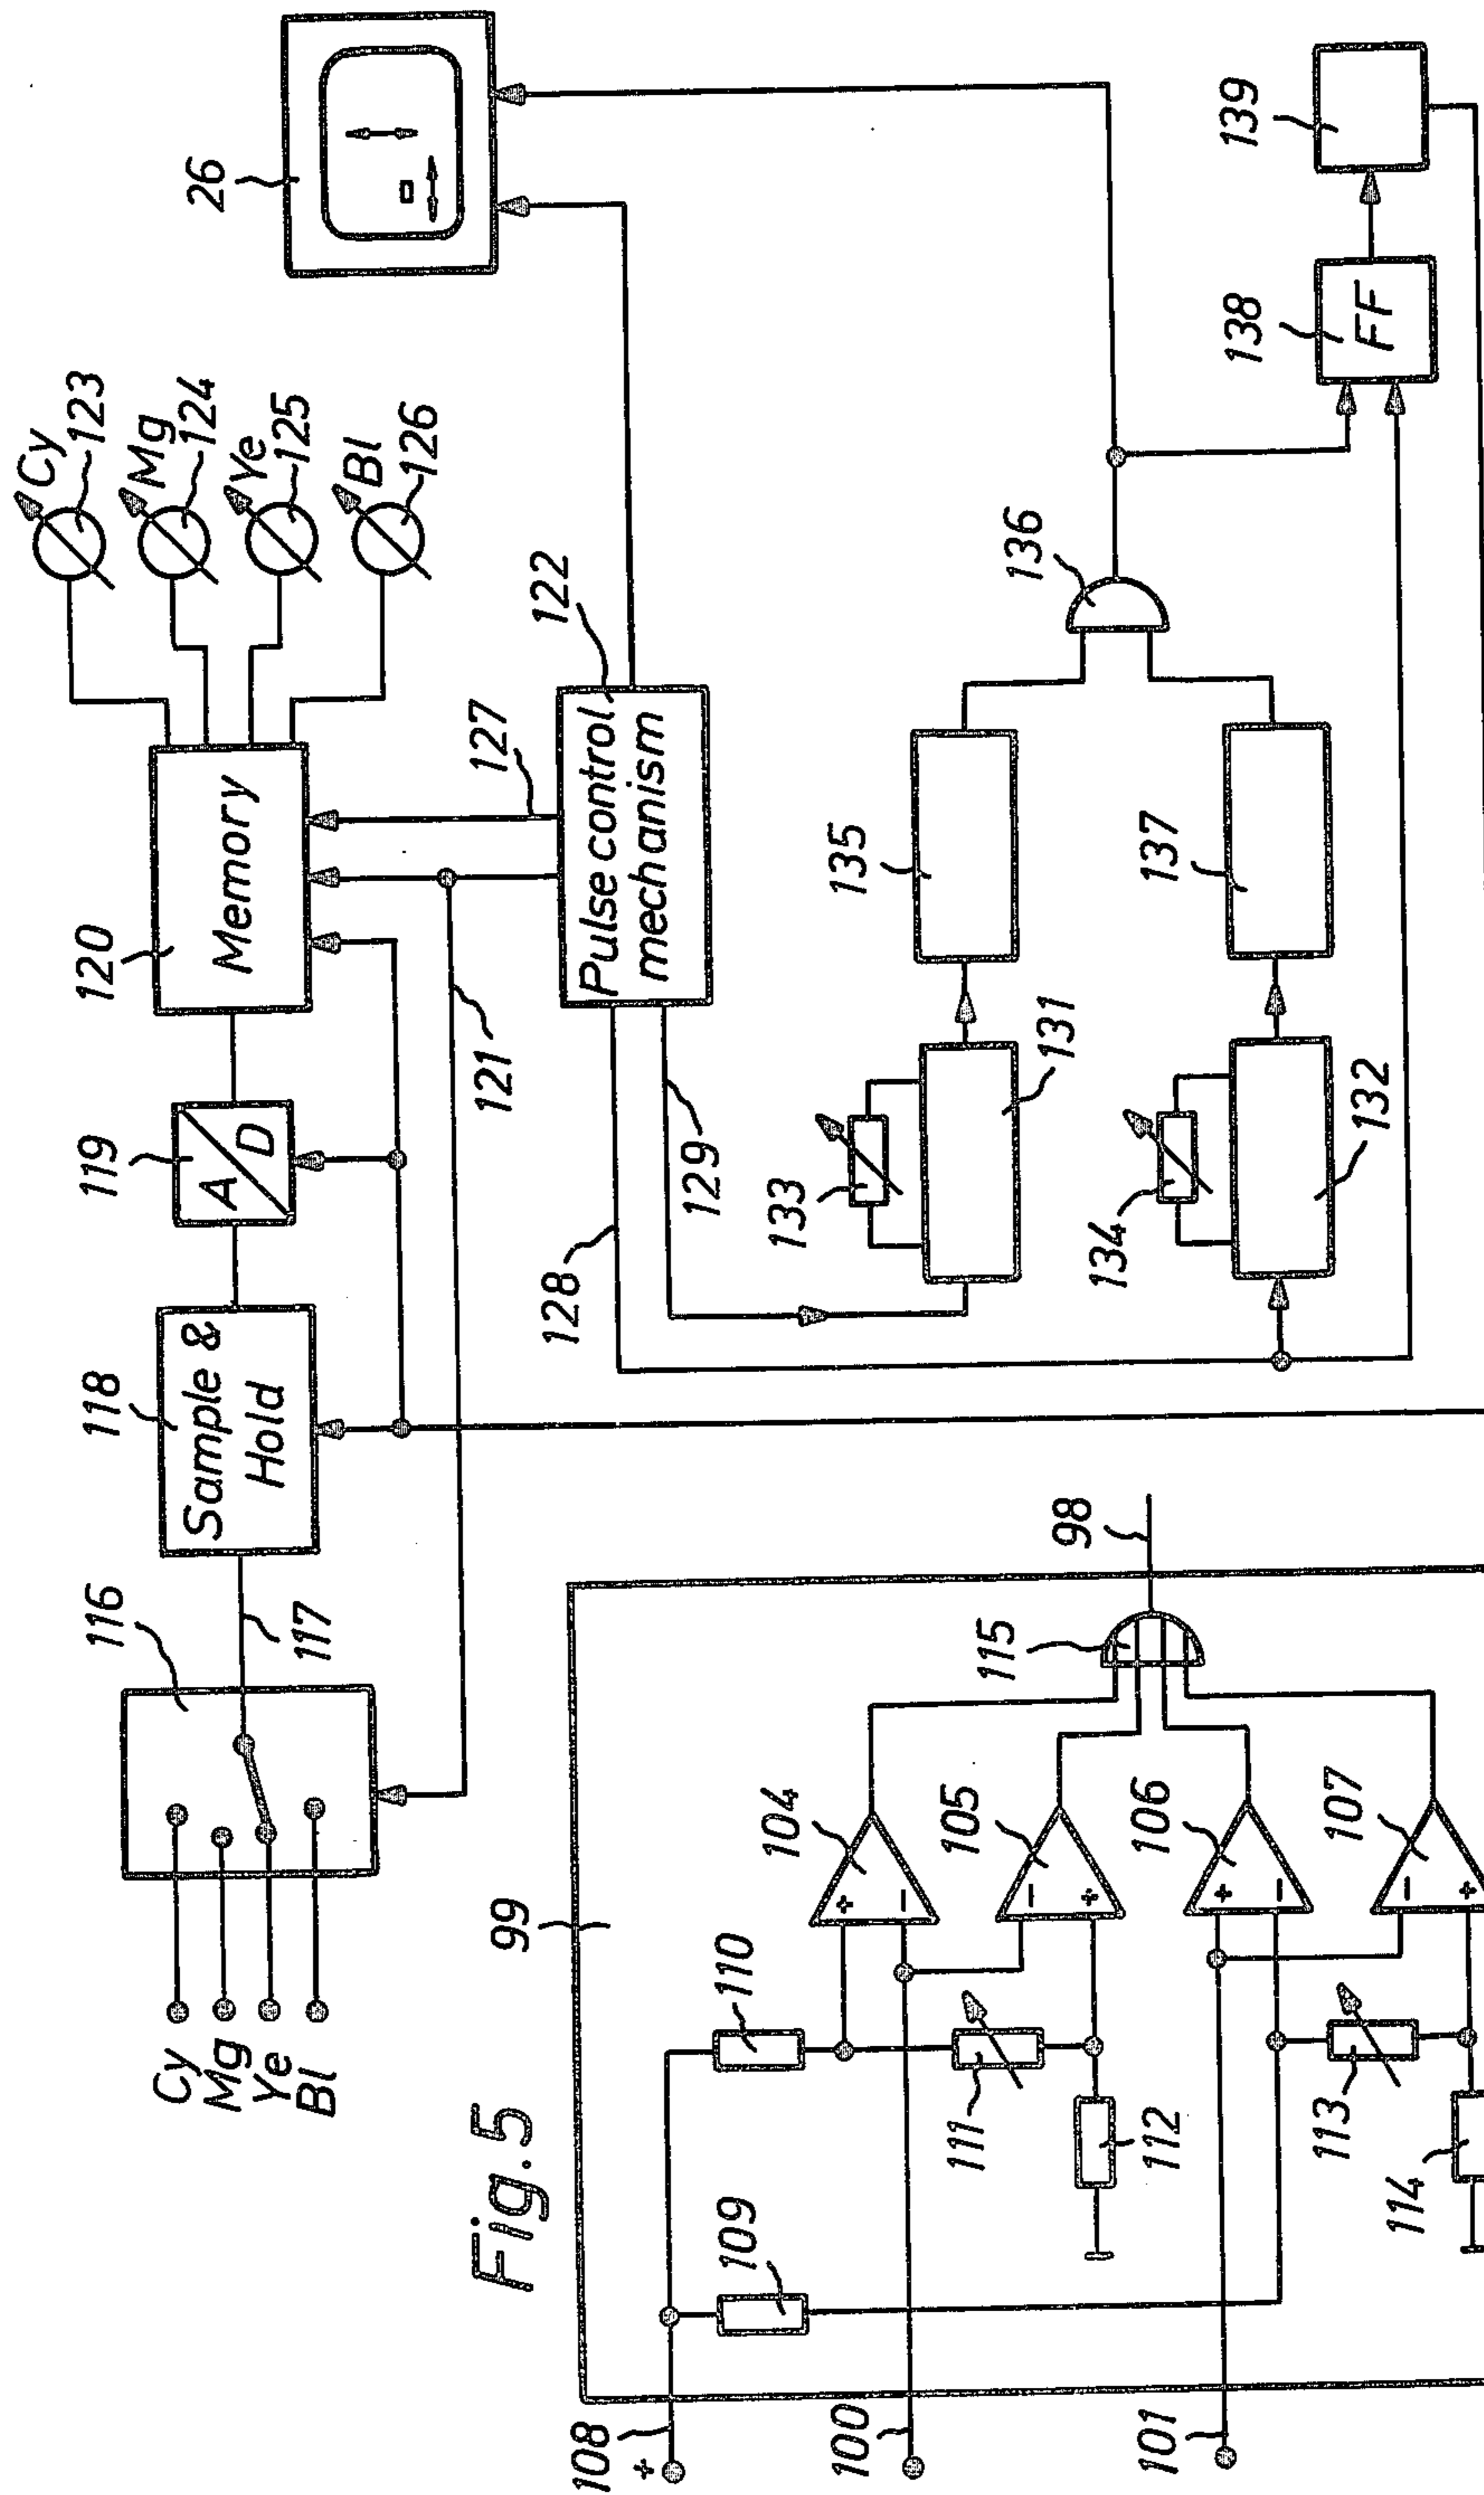 Cy
Mg
Ye
Bl
116
117
118
Sample &
Hold
119
A
D
120
Memory
Cy
123
Mg
124
Ye
125
Bl
126
26
121
127
122
Pulse control
mechanism
128
129
133
131
135
134
132
137
136
138
FF
139
Fig. 5
99
108
+
100
101
109
110
111
112
113
114
104
+
−
105
−
+
106
+
−
107
−
+
115
98